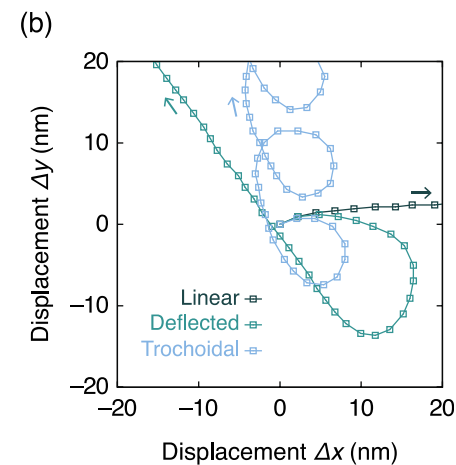 (b)
Displacement Δy (nm)
20
10
0
−10
−20
Linear
Deflected
Trochoidal
−20
−10
0
10
20
Displacement Δx (nm)